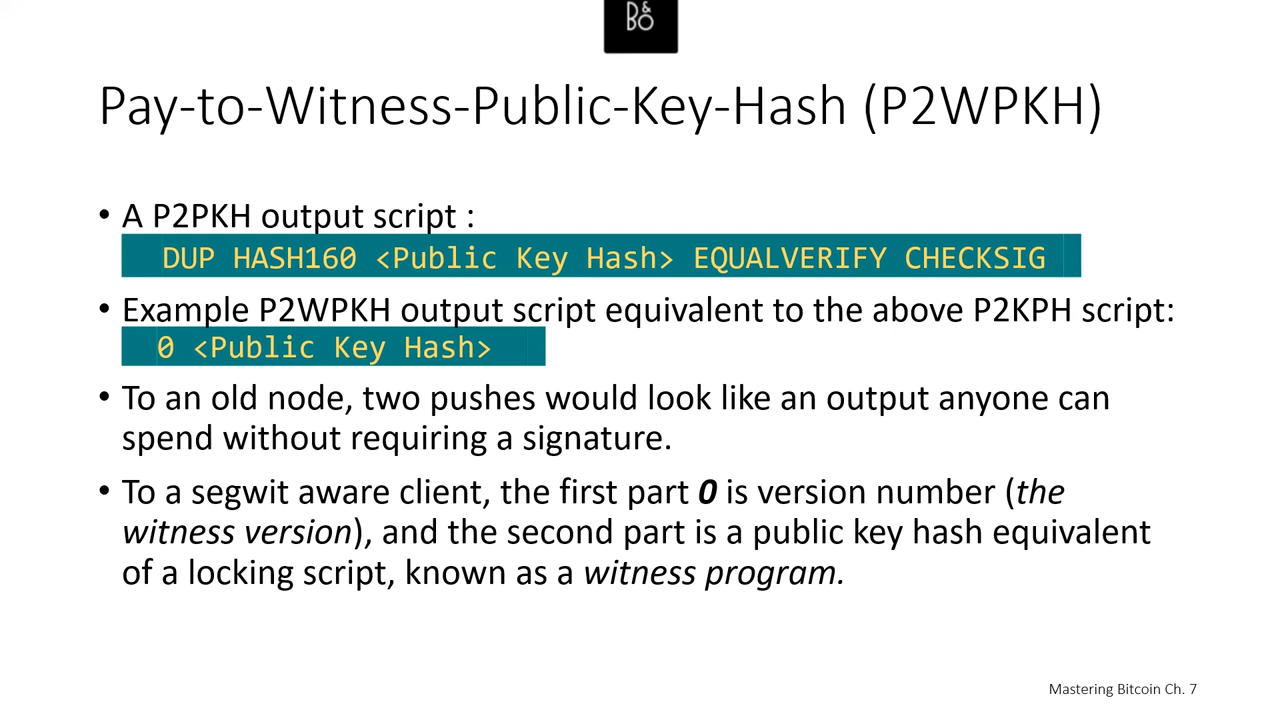 D&
BO
Pay-to-Witness-Public-Key-Hash (P2WPKH)
• A P2PKH output script :
DUP HASH160 <Public Key Hash> EQUALVERIFY CHECKSIG
• Example P2WPKH output script equivalent to the above P2KPH script:
0 <Public Key Hash>
• To an old node, two pushes would look like an output anyone can
spend without requiring a signature.
• To a segwit aware client, the first part 0 is version number (the
witness version), and the second part is a public key hash equivalent
of a locking script, known as a witness program.
Mastering Bitcoin Ch. 7